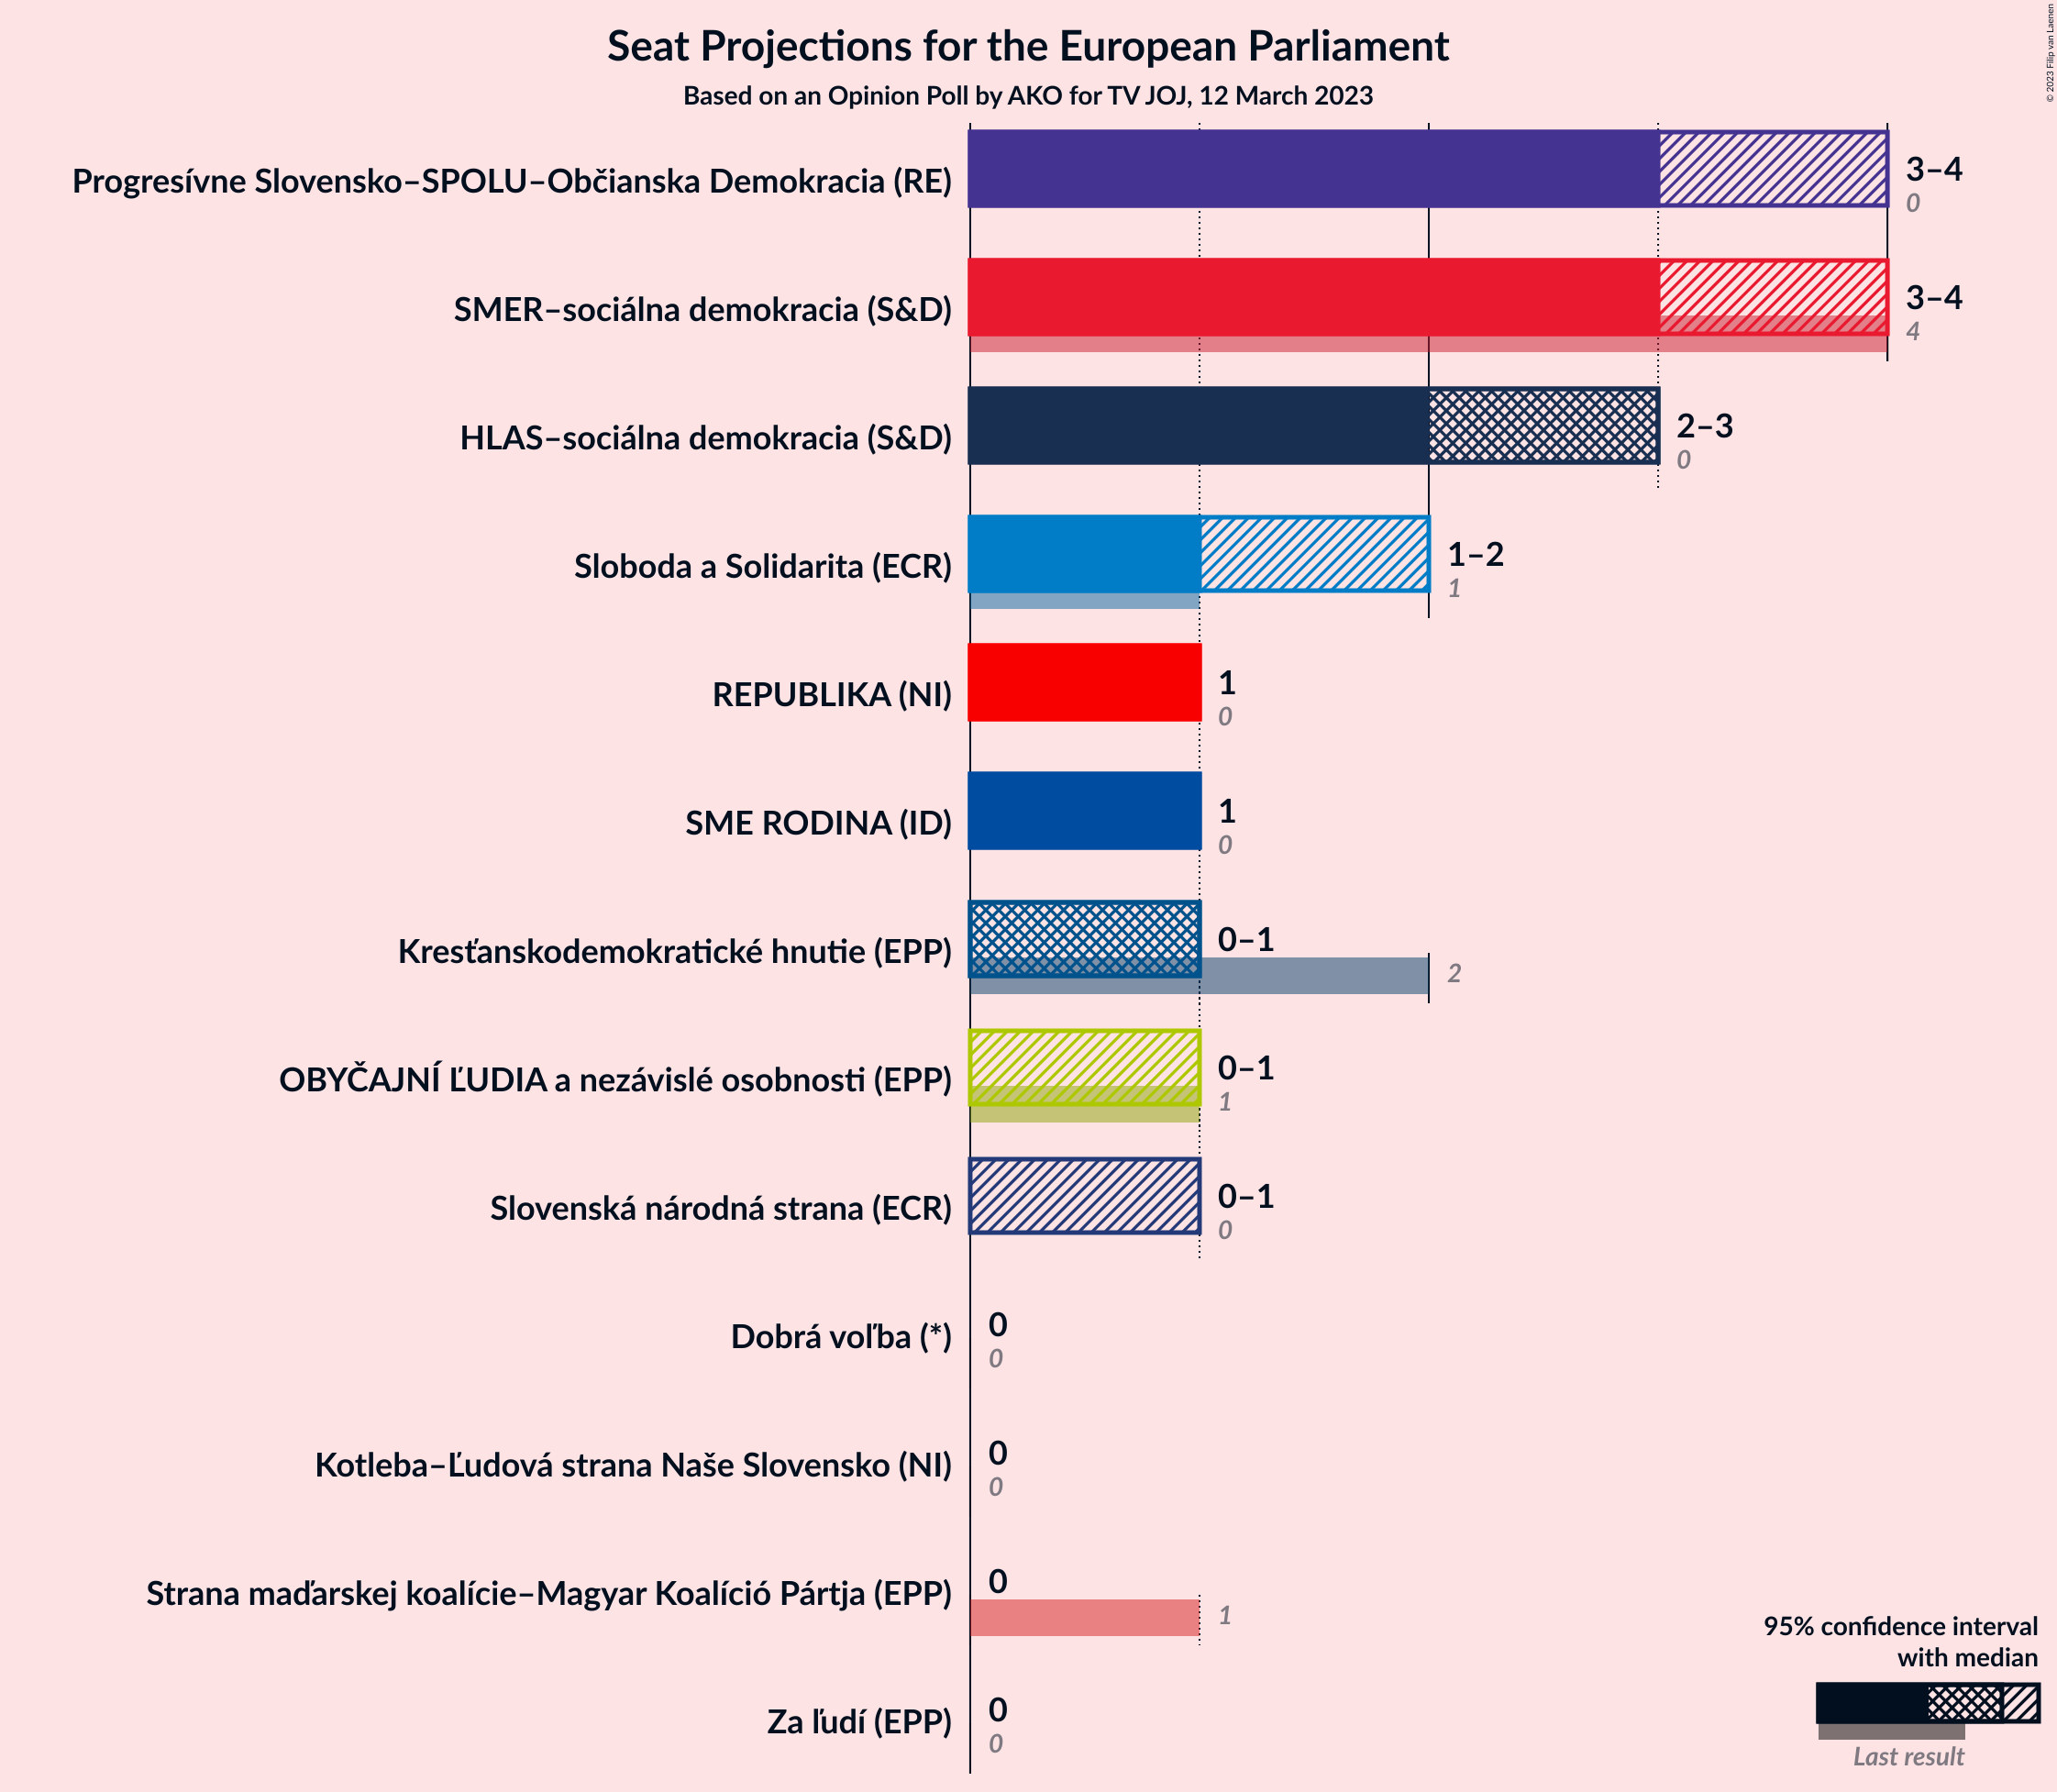 Seat Projections for the European Parliament
Based on an Opinion Poll by AKO for TV JOJ, 12 March 2023
© 2023 Filip van Laenen
Progresívne Slovensko–SPOLU–Občianska Demokracia (RE)
3–4
0
SMER–sociálna demokracia (S&D)
3–4
4
HLAS–sociálna demokracia (S&D)
2–3
0
Sloboda a Solidarita (ECR)
1–2
1
REPUBLIKA (NI)
1
0
SME RODINA (ID)
1
0
Kresťanskodemokratické hnutie (EPP)
0–1
2
OBYČAJNÍ ĽUDIA a nezávislé osobnosti (EPP)
0–1
1
Slovenská národná strana (ECR)
0–1
0
Dobrá voľba (*)
0
0
Kotleba–Ľudová strana Naše Slovensko (NI)
0
0
Strana maďarskej koalície–Magyar Koalíció Pártja (EPP)
0
1
Za ľudí (EPP)
0
0
95% confidence interval
with median
Last result